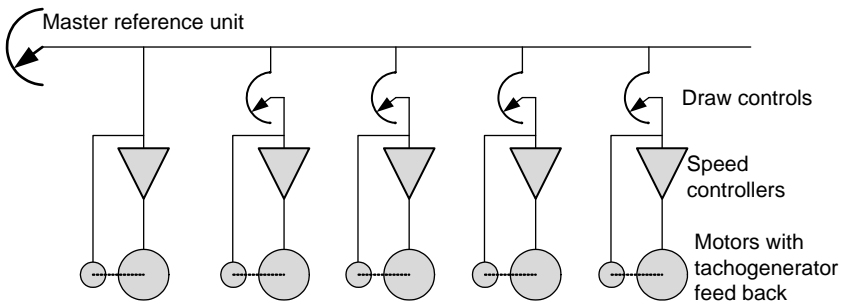 Master reference unit
Draw controls
Speed
controllers
Motors with
tachogenerator
feed back